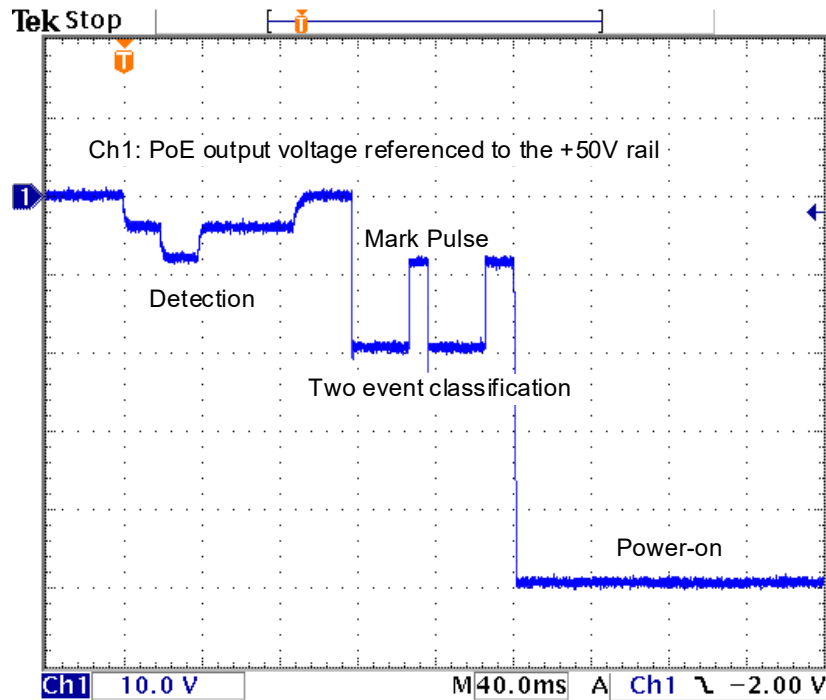 Tek Stop
T
T
Ch1: PoE output voltage referenced to the +50V rail
1
Mark Pulse
Detection
Two event classification
Power-on
Ch1 10.0 V M 40.0ms A Ch1 −2.00 V